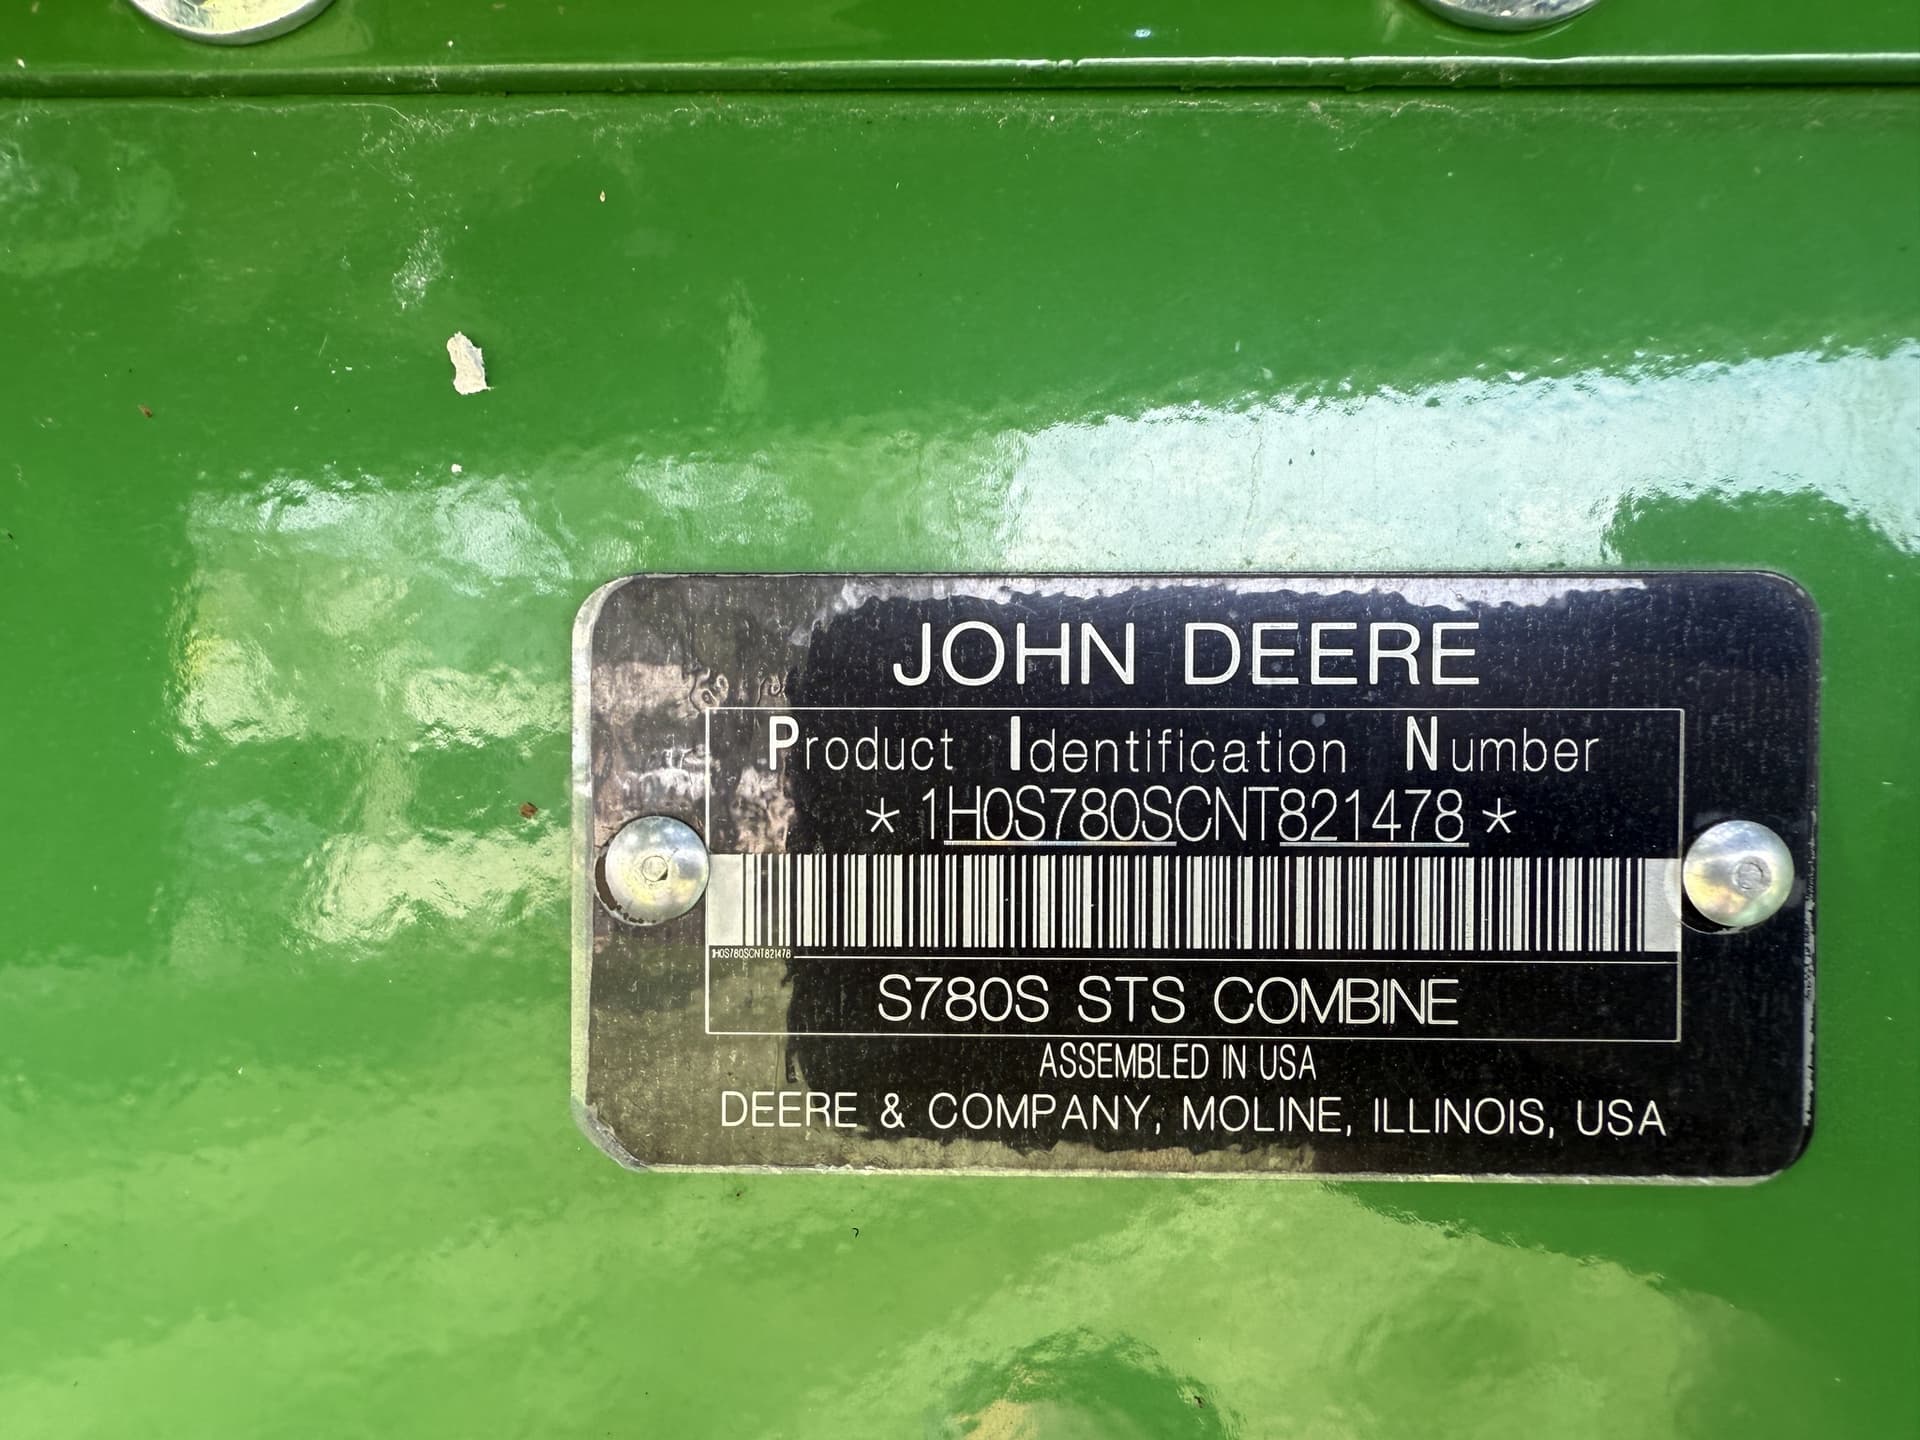 JOHN DEERE
Product Identification Number
* 1H0S780SCNT821478 *
1H0S780SCNT821478
S780S STS COMBINE
ASSEMBLED IN USA
DEERE & COMPANY, MOLINE, ILLINOIS, USA